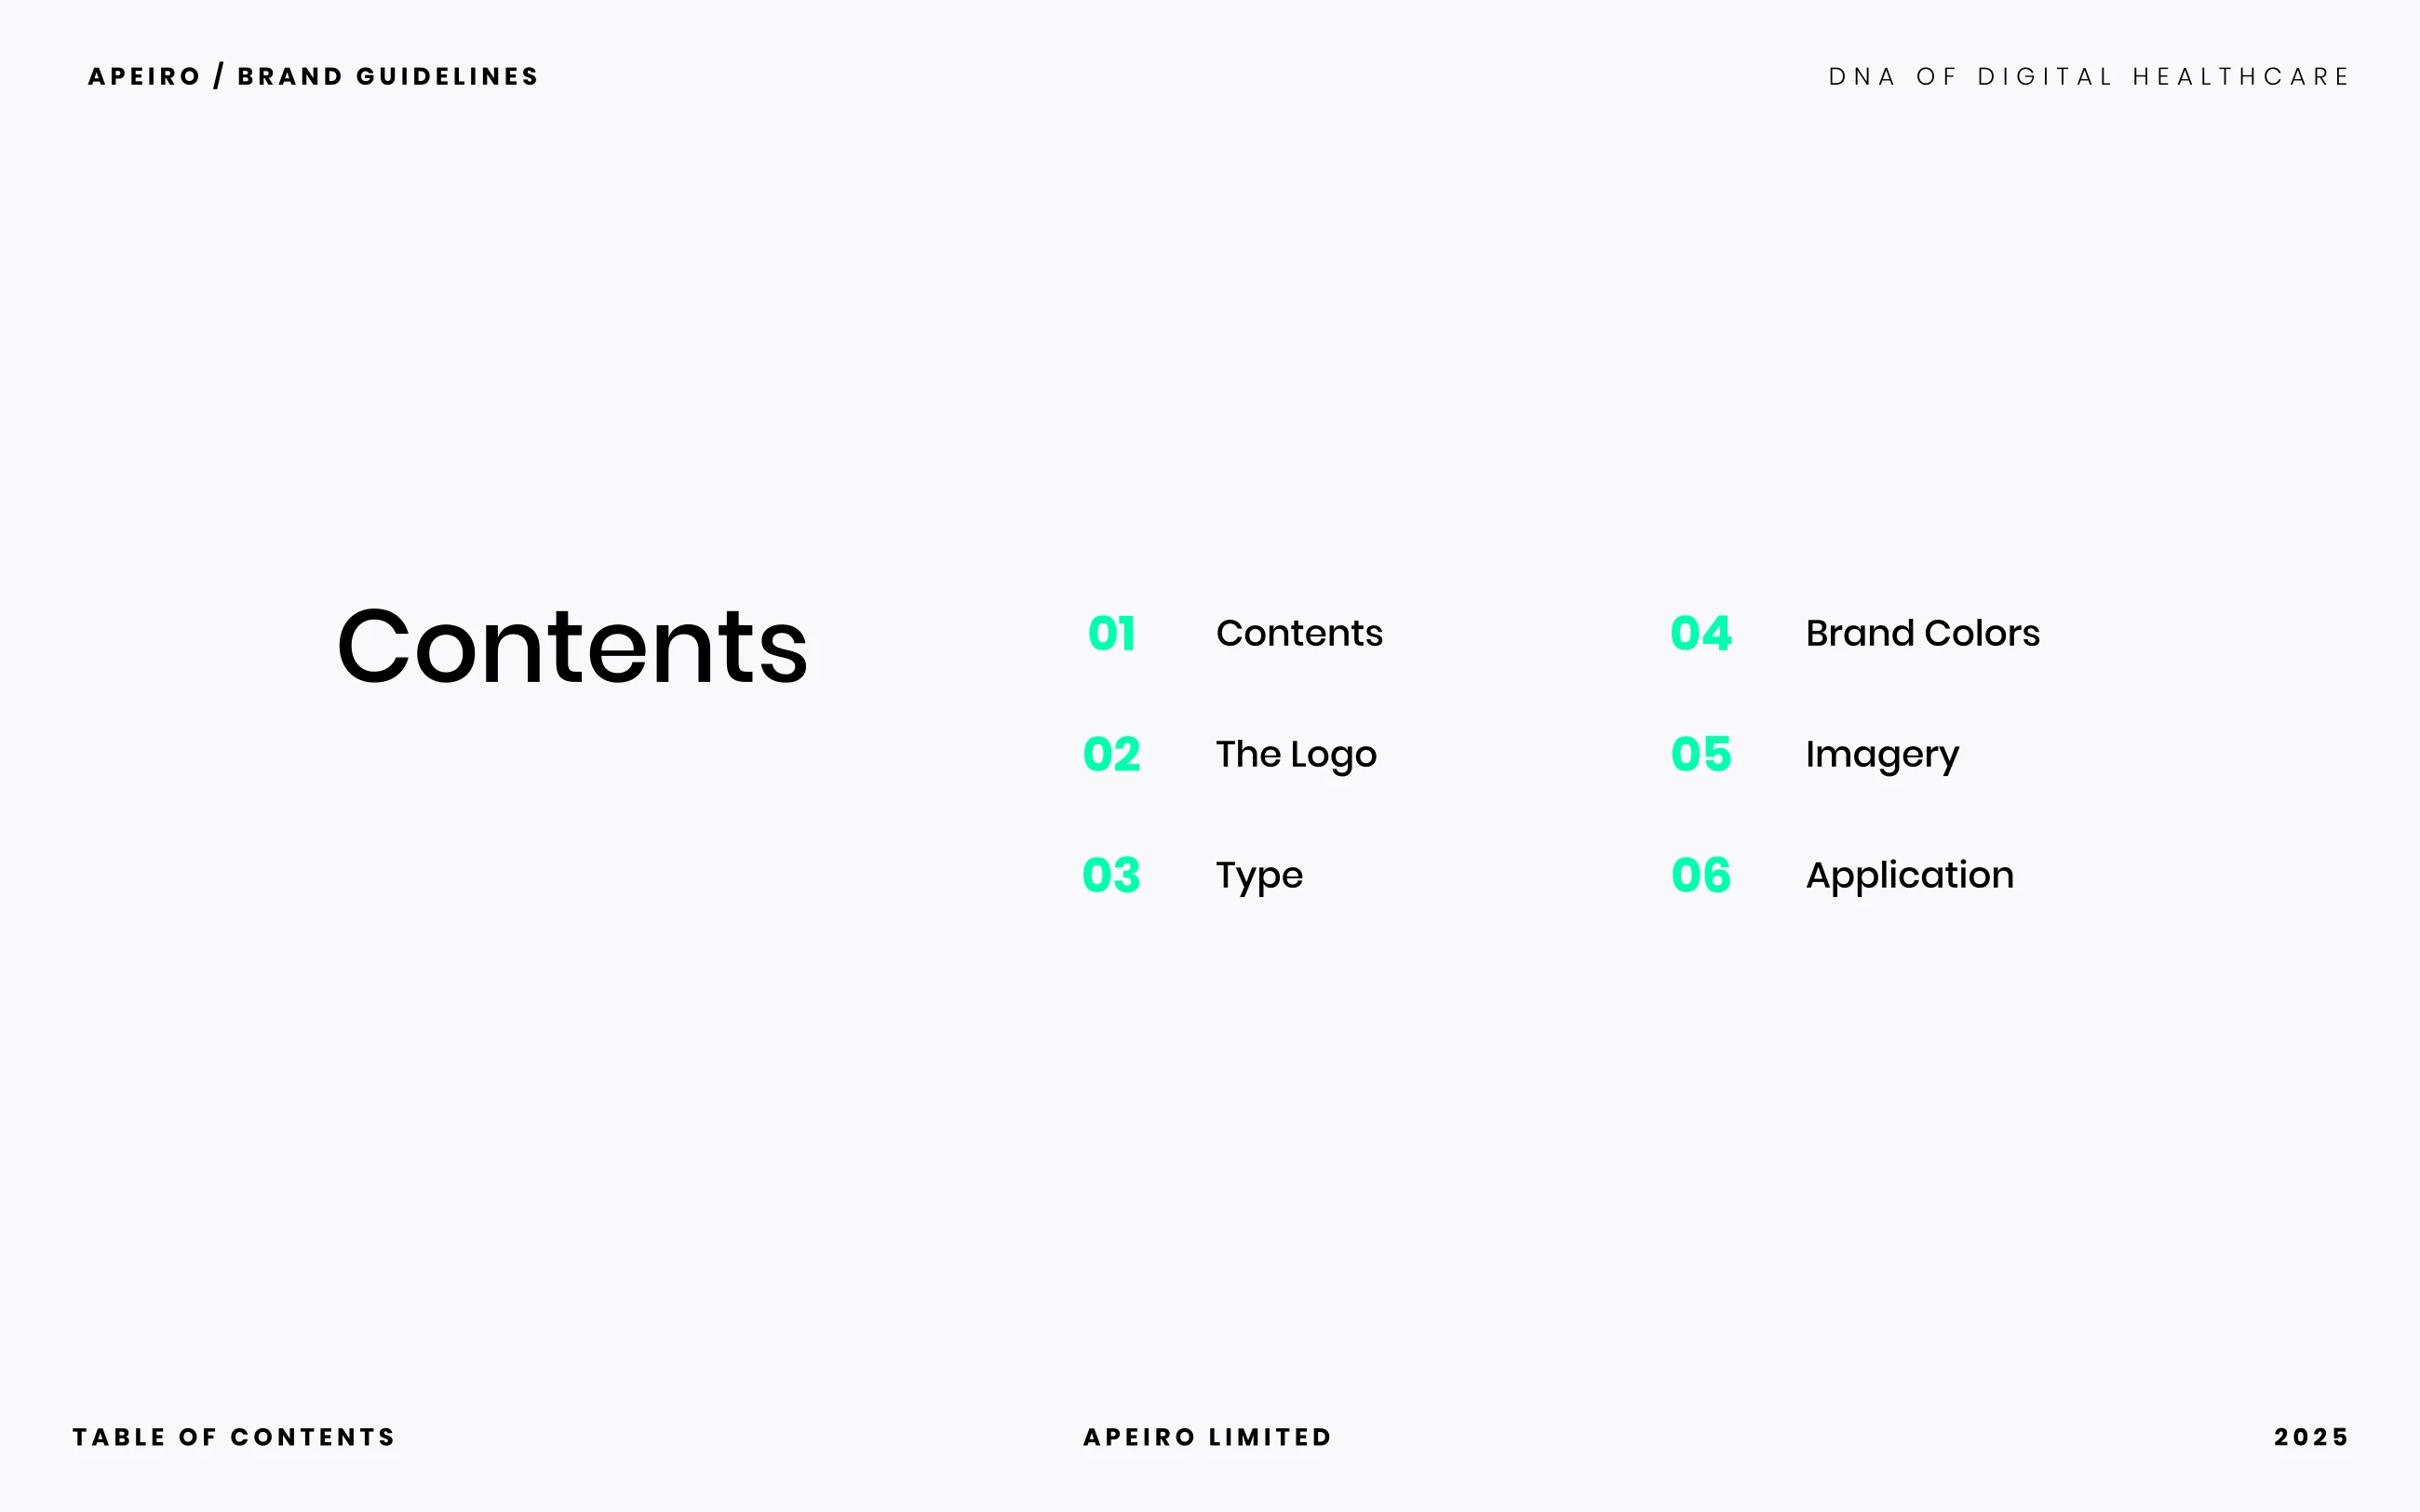 APEIRO / BRAND GUIDELINES
DNA OF DIGITAL HEALTHCARE
Contents
01 Contents
02 The Logo
03 Type
04 Brand Colors
05 Imagery
06 Application
TABLE OF CONTENTS
APEIRO LIMITED
2025